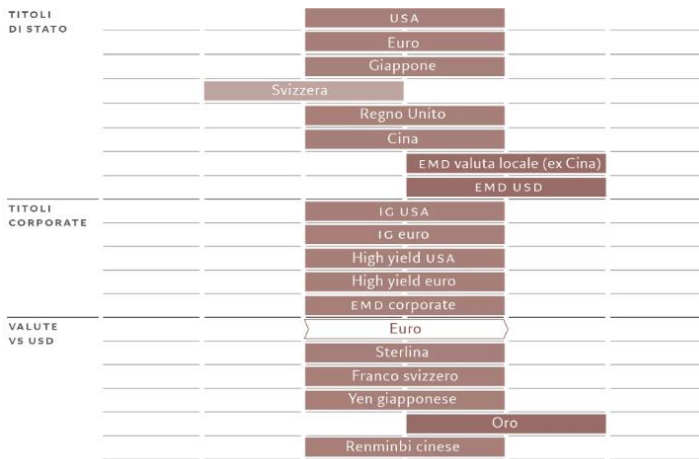 TITOLI
DI STATO
USA
Euro
Giappone
Svizzera
Regno Unito
Cina
EMD valuta locale (ex Cina)
EMD USD
TITOLI
CORPORATE
IG USA
IG euro
High yield USA
High yield euro
EMD corporate
VALUTE
VS USD
Euro
Sterlina
Franco svizzero
Yen giapponese
Oro
Renminbi cinese